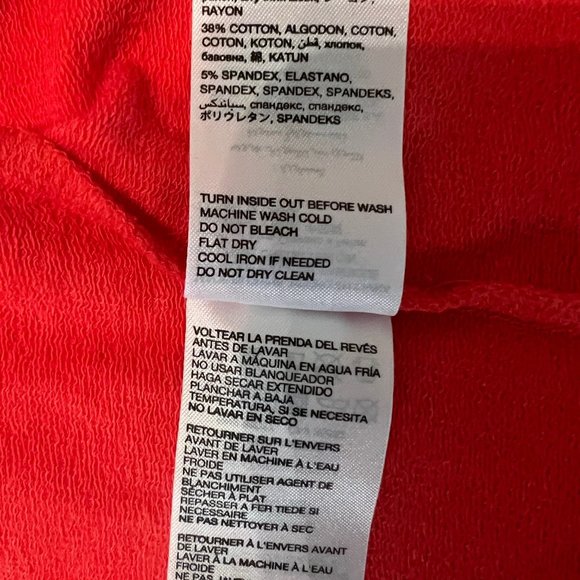 RAYON
38% COTTON, ALGODON, COTON,
COTON, KOTON, قطن, хлопок,
бавовна, 綿, KATUN
5% SPANDEX, ELASTANO,
SPANDEX, SPANDEX, SPANDEKS,
سباندكس, спандекс, спандекс,
ポリウレタン, SPANDEKS
TURN INSIDE OUT BEFORE WASH
MACHINE WASH COLD
DO NOT BLEACH
FLAT DRY
COOL IRON IF NEEDED
DO NOT DRY CLEAN
VOLTEAR LA PRENDA DEL REVÉS
ANTES DE LAVAR
LAVAR A MÁQUINA EN AGUA FRÍA
NO USAR BLANQUEADOR
HAGA SECAR EXTENDIDO
PLANCHAR A BAJA
TEMPERATURA, SI SE NECESITA
NO LAVAR EN SECO
RETOURNER SUR L'ENVERS
AVANT DE LAVER
LAVER EN MACHINE À L'EAU
FROIDE
NE PAS UTILISER AGENT DE
BLANCHIMENT
SÉCHER À PLAT
REPASSER A FER TIEDE SI
NECESSAIRE
NE PAS NETTOYER À SEC
RETOURNER À L'ENVERS AVANT
DE LAVER
LAVER À LA MACHINE À L'EAU
FROIDE